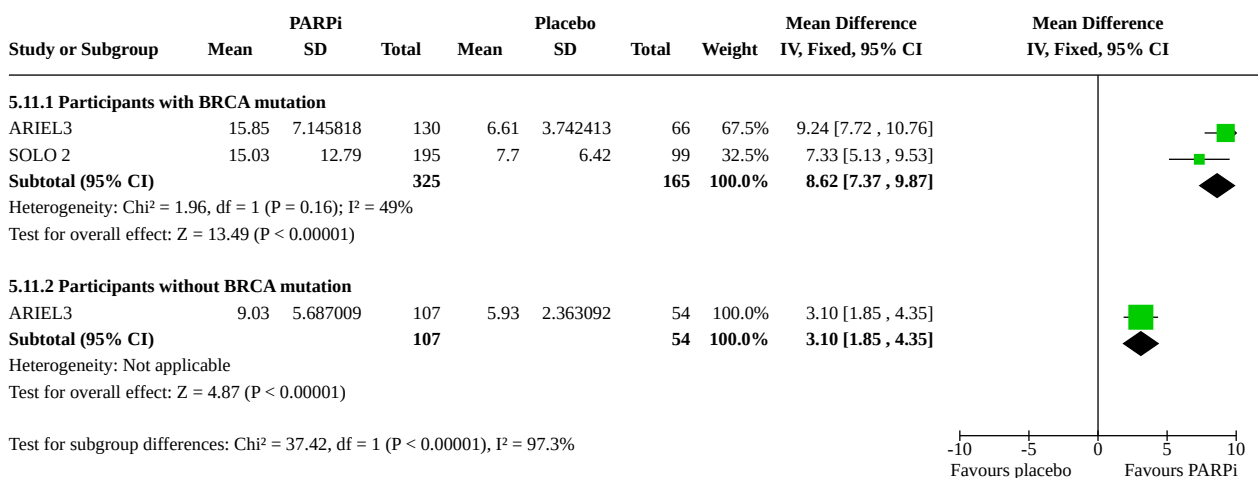 PARPi Placebo Mean Difference Mean Difference
Study or Subgroup Mean SD Total Mean SD Total Weight IV, Fixed, 95% CI IV, Fixed, 95% CI
5.11.1 Participants with BRCA mutation
ARIEL3 15.85 7.145818 130 6.61 3.742413 66 67.5% 9.24 [7.72 , 10.76]
SOLO 2 15.03 12.79 195 7.7 6.42 99 32.5% 7.33 [5.13 , 9.53]
Subtotal (95% CI) 325 165 100.0% 8.62 [7.37 , 9.87]
Heterogeneity: Chi² = 1.96, df = 1 (P = 0.16); I² = 49%
Test for overall effect: Z = 13.49 (P < 0.00001)
5.11.2 Participants without BRCA mutation
ARIEL3 9.03 5.687009 107 5.93 2.363092 54 100.0% 3.10 [1.85 , 4.35]
Subtotal (95% CI) 107 54 100.0% 3.10 [1.85 , 4.35]
Heterogeneity: Not applicable
Test for overall effect: Z = 4.87 (P < 0.00001)
Test for subgroup differences: Chi² = 37.42, df = 1 (P < 0.00001), I² = 97.3%
-10 -5 0 5 10
Favours placebo Favours PARPi